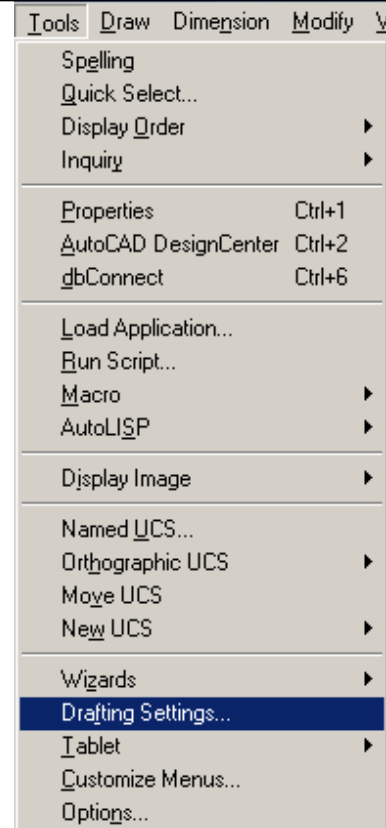 Tools Draw Dimension Modify
Spelling
Quick Select...
Display Order
Inquiry
Properties Ctrl+1
AutoCAD DesignCenter Ctrl+2
dbConnect Ctrl+6
Load Application...
Run Script...
Macro
AutoLISP
Display Image
Named UCS...
Orthographic UCS
Move UCS
New UCS
Wizards
Drafting Settings...
Tablet
Customize Menus...
Options...